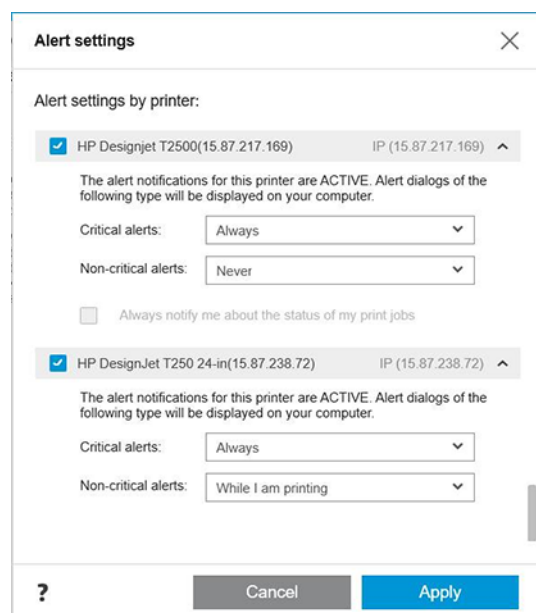 Alert settings
Alert settings by printer:
HP Designjet T2500(15.87.217.169) IP (15.87.217.169)
The alert notifications for this printer are ACTIVE. Alert dialogs of the
following type will be displayed on your computer.
Critical alerts: Always
Non-critical alerts: Never
Always notify me about the status of my print jobs
HP DesignJet T250 24-in(15.87.238.72) IP (15.87.238.72)
The alert notifications for this printer are ACTIVE. Alert dialogs of the
following type will be displayed on your computer.
Critical alerts: Always
Non-critical alerts: While I am printing
? Cancel Apply